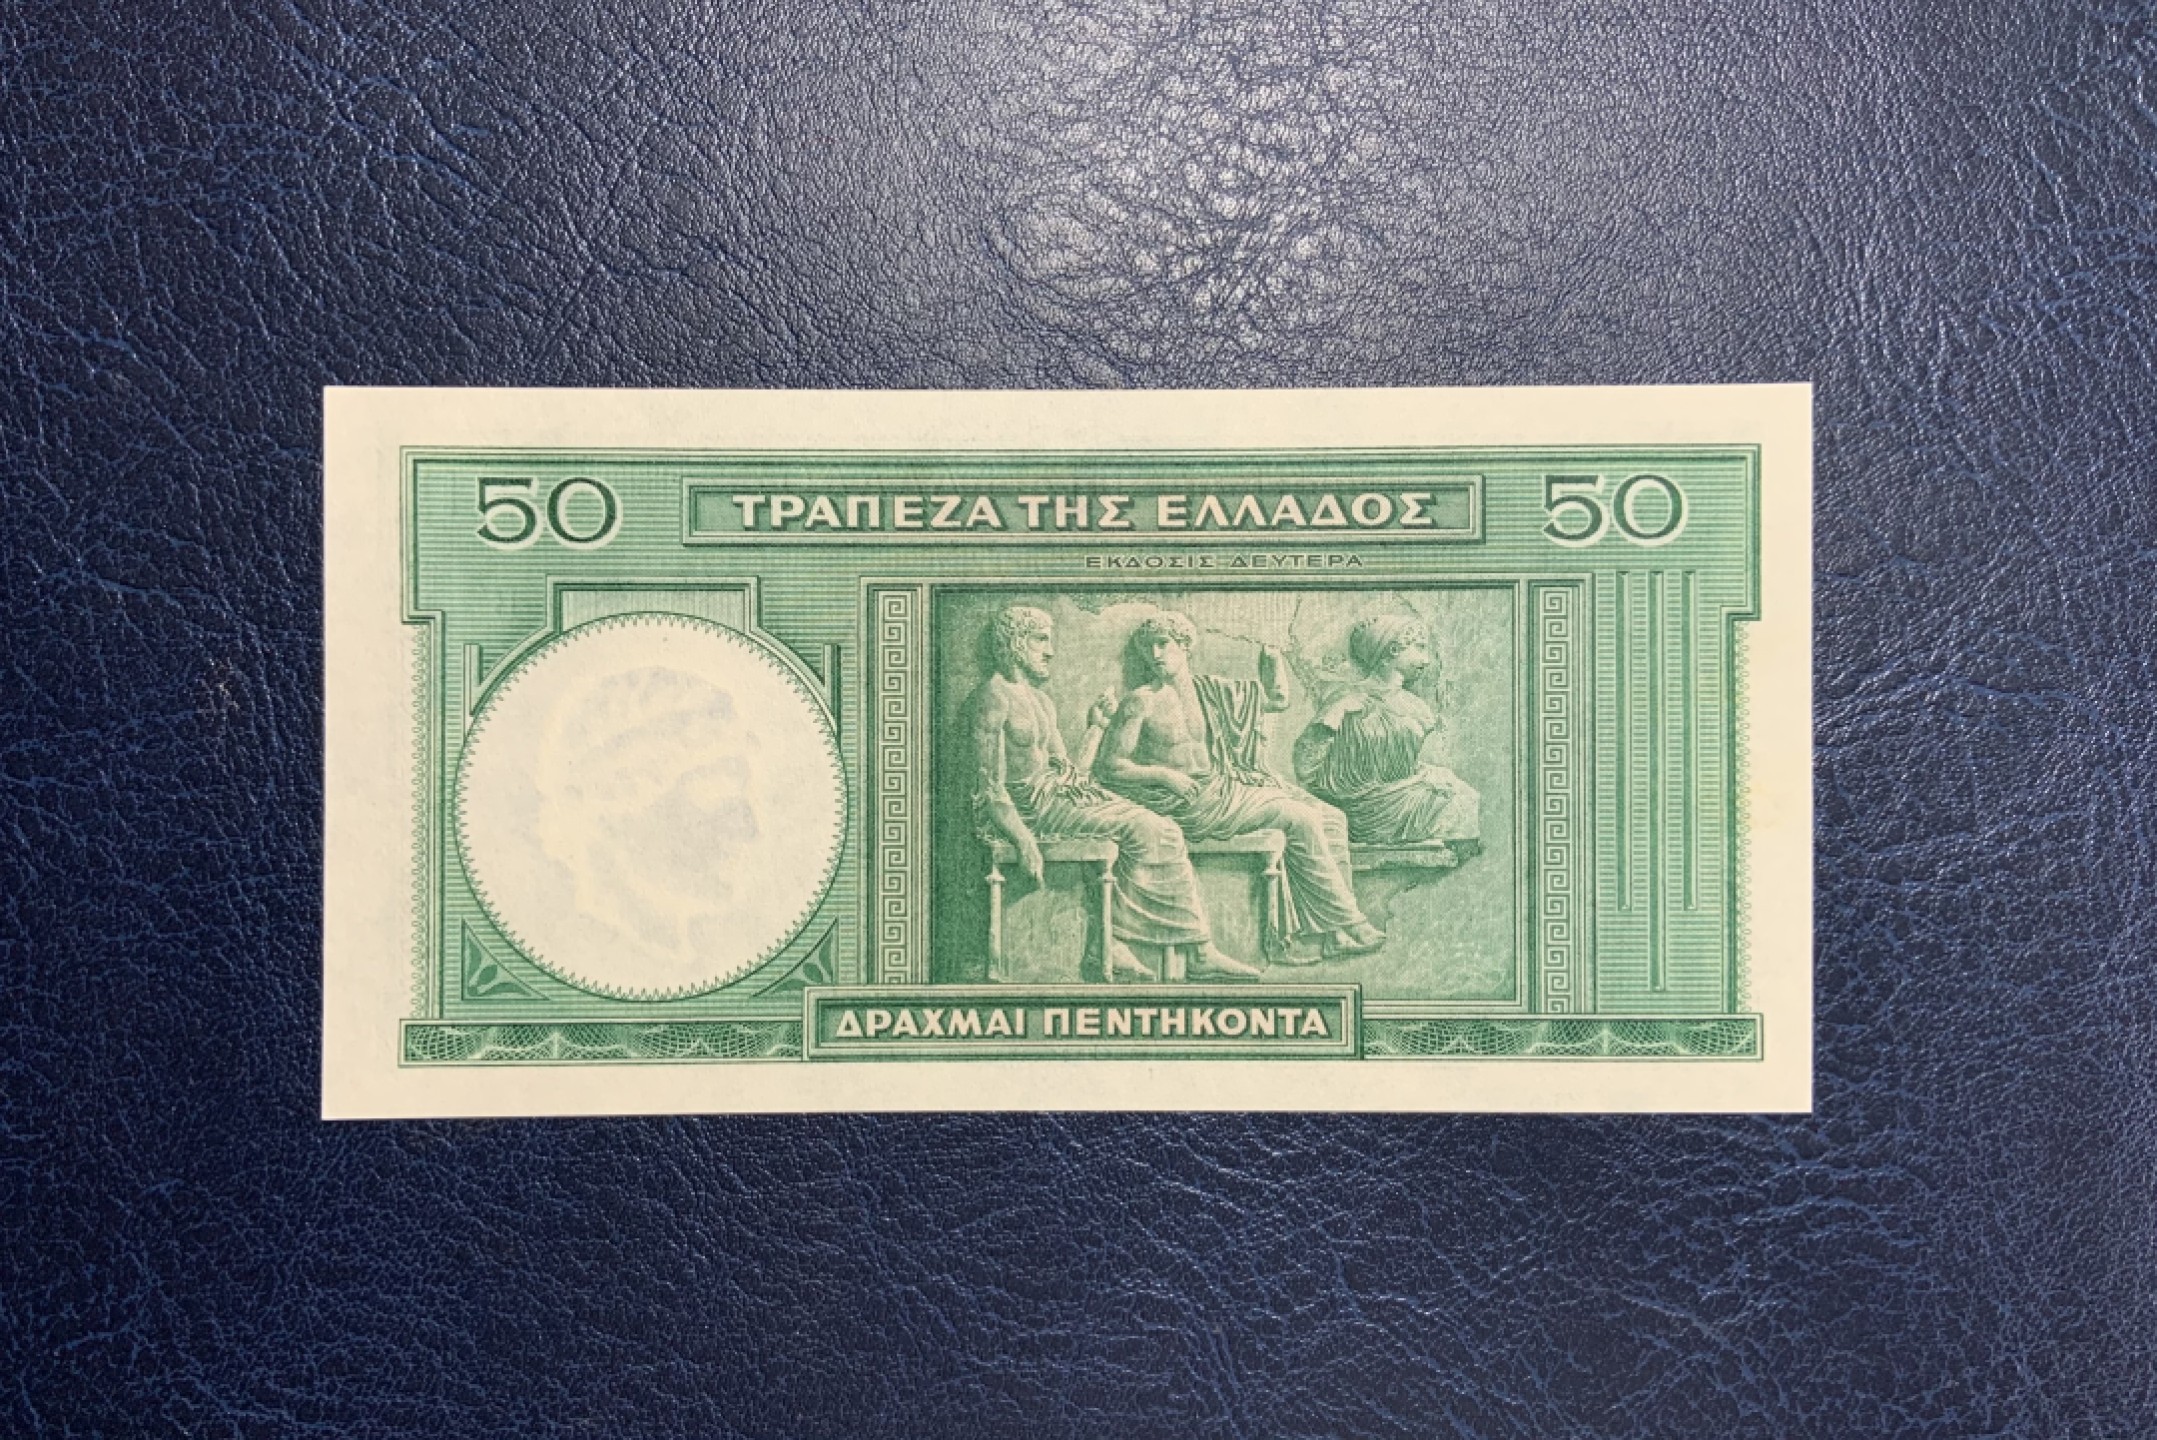 50 ΤΡΑΠΕΖΑ ΤΗΣ ΕΛΛΑΔΟΣ 50
ΕΚΔΟΣΙΣ ΔΕΥΤΕΡΑ
ΔΡΑΧΜΑΙ ΠΕΝΤΗΚΟΝΤΑ